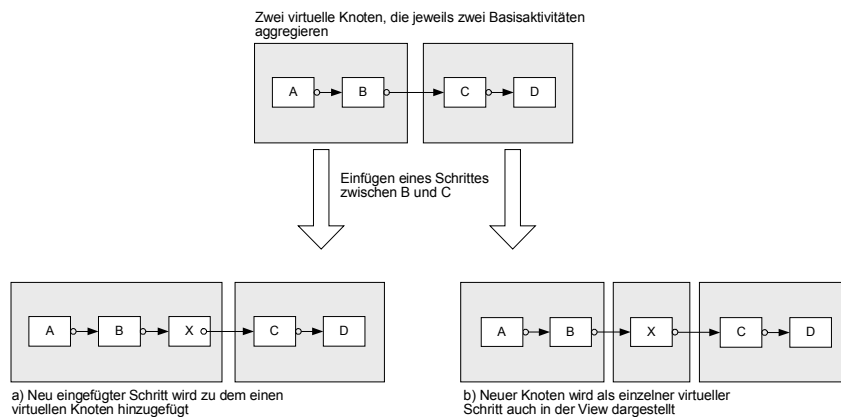 Zwei virtuelle Knoten, die jeweils zwei Basisaktivitäten
aggregieren
A B C D
Einfügen eines Schrittes
zwischen B und C
A B X C D
A B X C D
a) Neu eingefügter Schritt wird zu dem einen
virtuellen Knoten hinzugefügt
b) Neuer Knoten wird als einzelner virtueller
Schritt auch in der View dargestellt